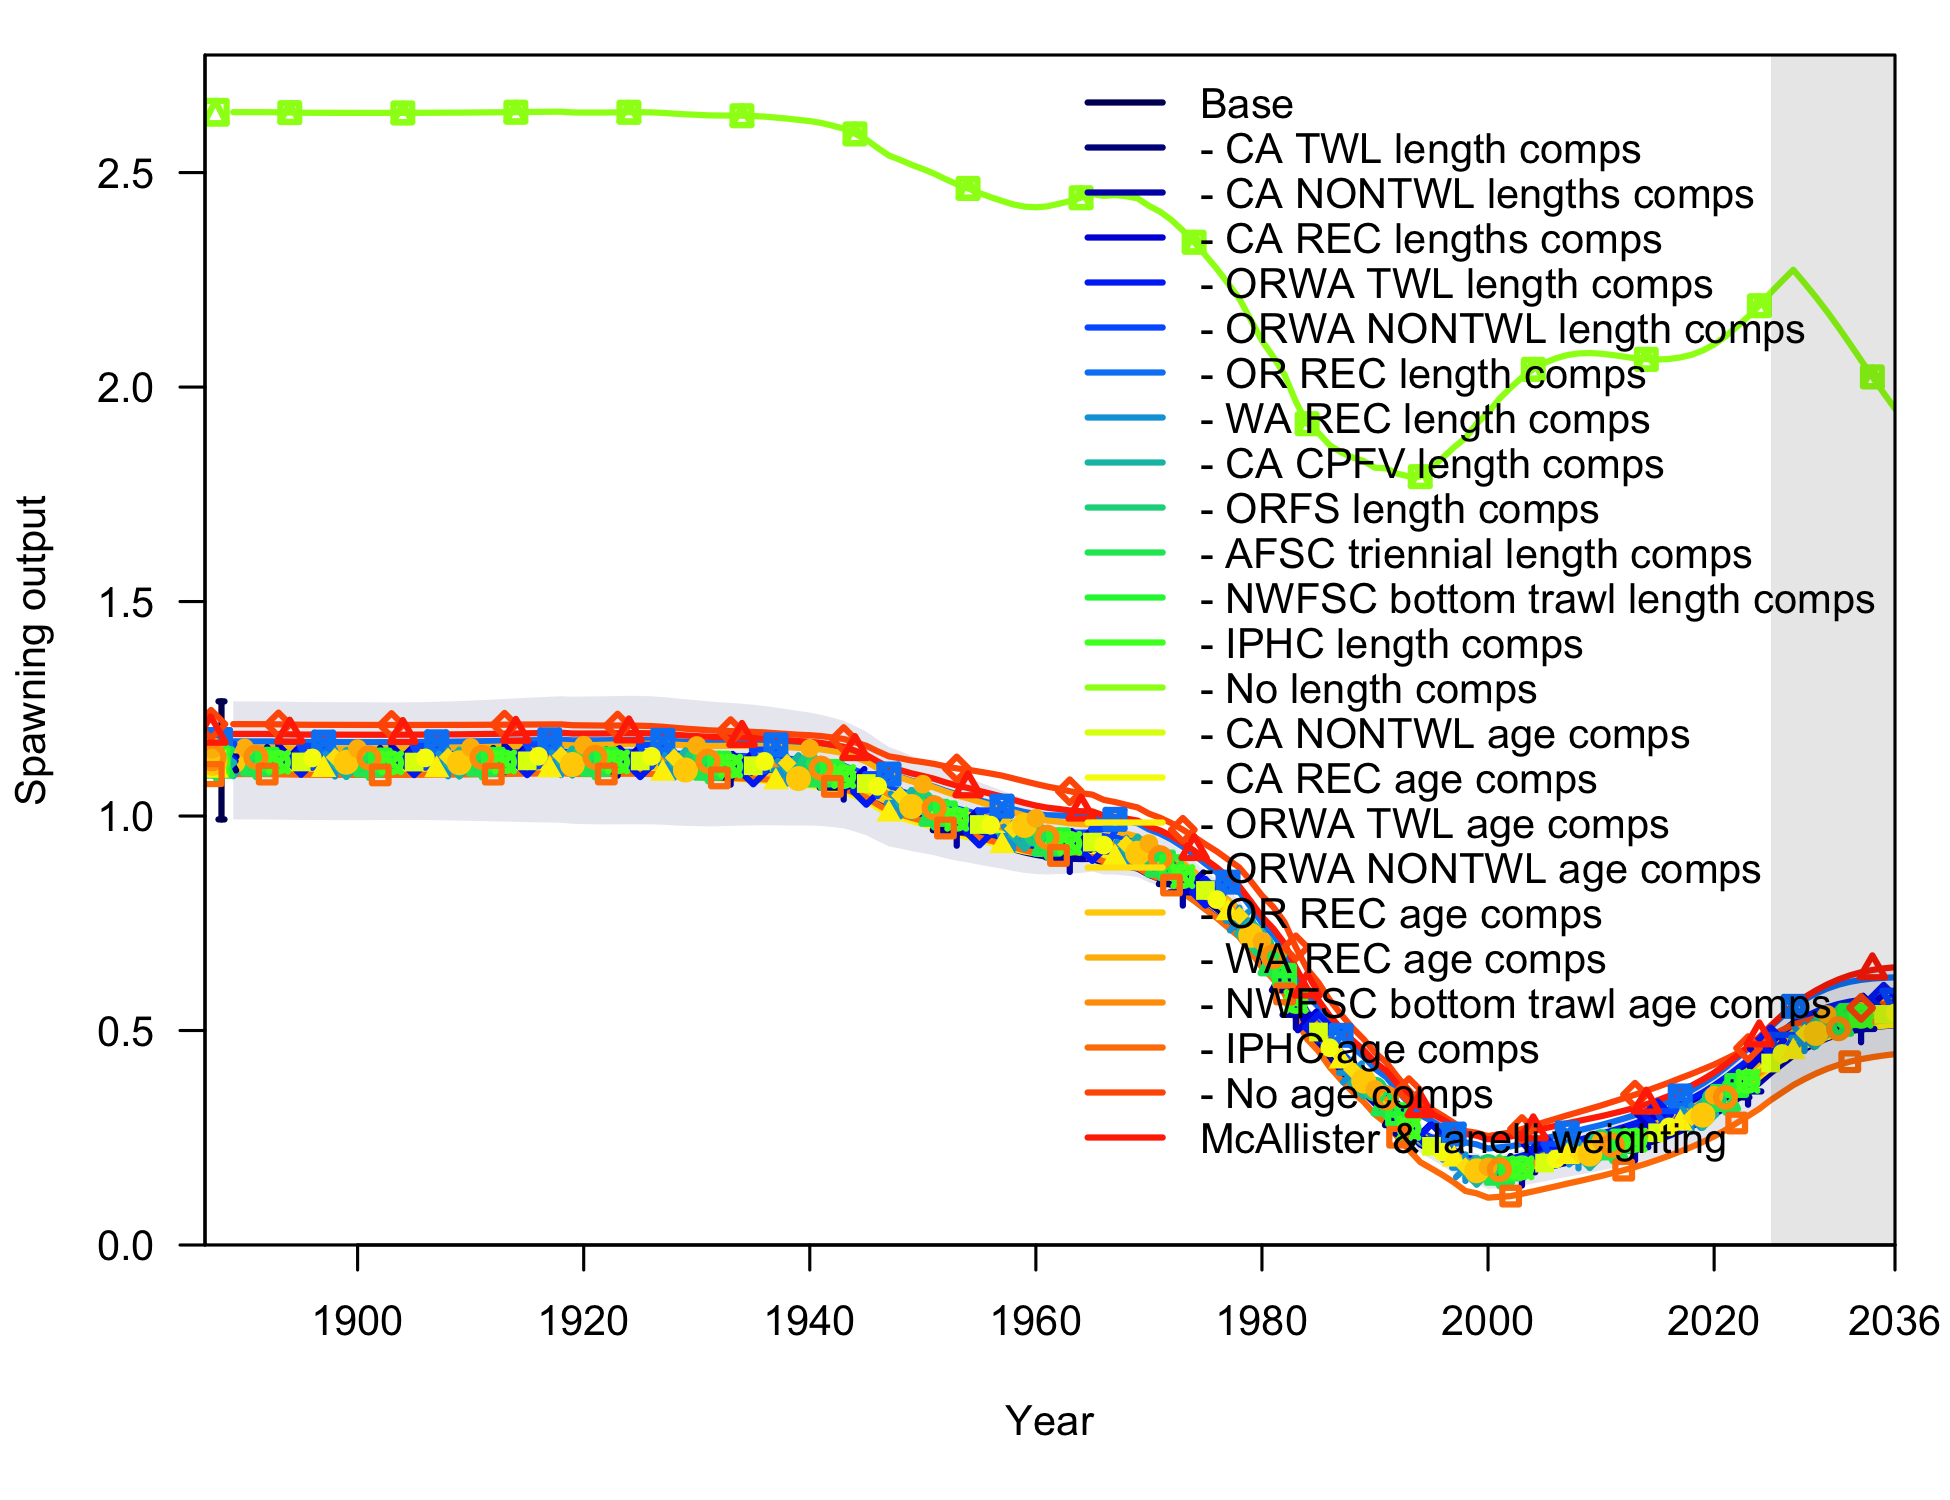 Base
- CA TWL length comps
- CA NONTWL lengths comps
- CA REC lengths comps
- ORWA TWL length comps
- ORWA NONTWL length comps
- OR REC length comps
- WA REC length comps
- CA CPFV length comps
- ORFS length comps
- AFSC triennial length comps
- NWFSC bottom trawl length comps
- IPHC length comps
- No length comps
- CA NONTWL age comps
- CA REC age comps
- ORWA TWL age comps
- ORWA NONTWL age comps
- OR REC age comps
- WA REC age comps
- NWFSC bottom trawl age comps
- IPHC age comps
- No age comps
McAllister & Ianelli weighting
Spawning output
2.5
2.0
1.5
1.0
0.5
0.0
1900 1920 1940 1960 1980 2000 2020 2036
Year